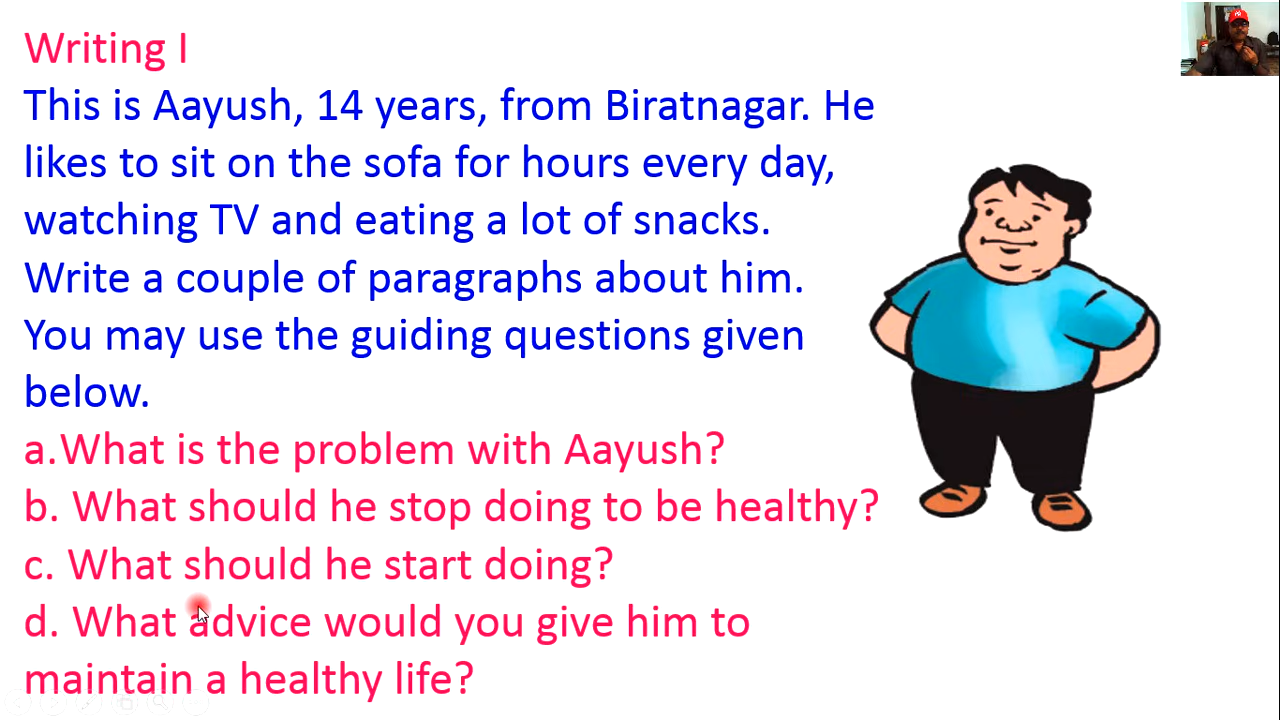 Writing I
This is Aayush, 14 years, from Biratnagar. He
likes to sit on the sofa for hours every day,
watching TV and eating a lot of snacks.
Write a couple of paragraphs about him.
You may use the guiding questions given
below.
a.What is the problem with Aayush?
b. What should he stop doing to be healthy?
c. What should he start doing?
d. What advice would you give him to
maintain a healthy life?